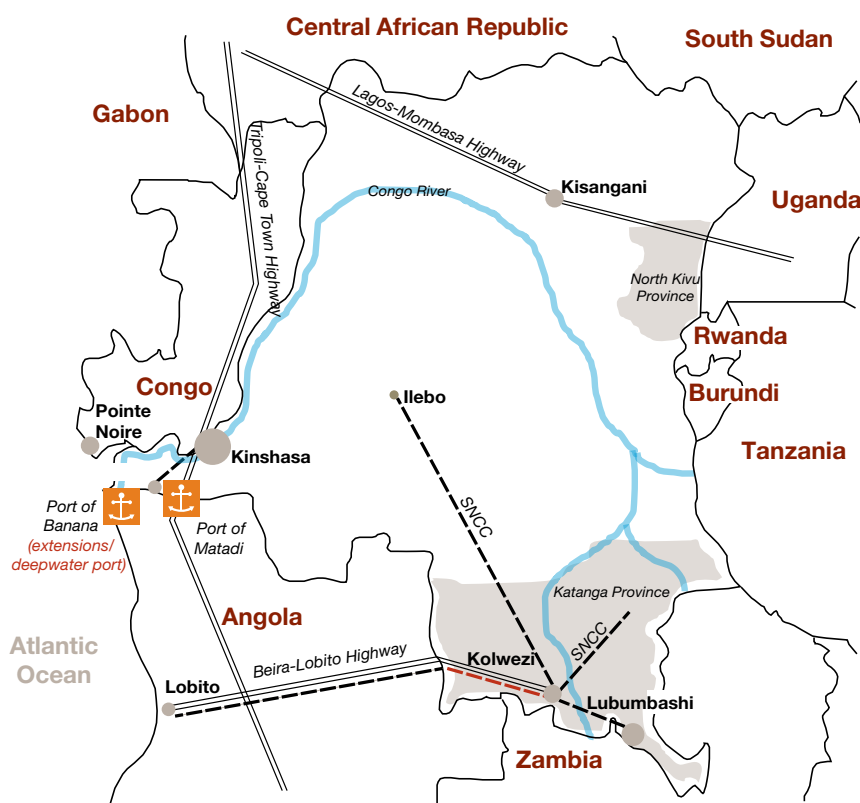 Central African Republic
South Sudan
Gabon
Lagos-Mombasa Highway
Tripoli-Cape Town Highway
Congo River
Kisangani
Uganda
North Kivu
Province
Rwanda
Congo
Ilebo
Burundi
Pointe
Noire
Kinshasa
Tanzania
SNCC
Port of
Banana
(extensions/
deepwater port)
Port of
Matadi
Katanga Province
Angola
SNCC
Atlantic
Ocean
Beira-Lobito Highway
Kolwezi
Lobito
Lubumbashi
Zambia